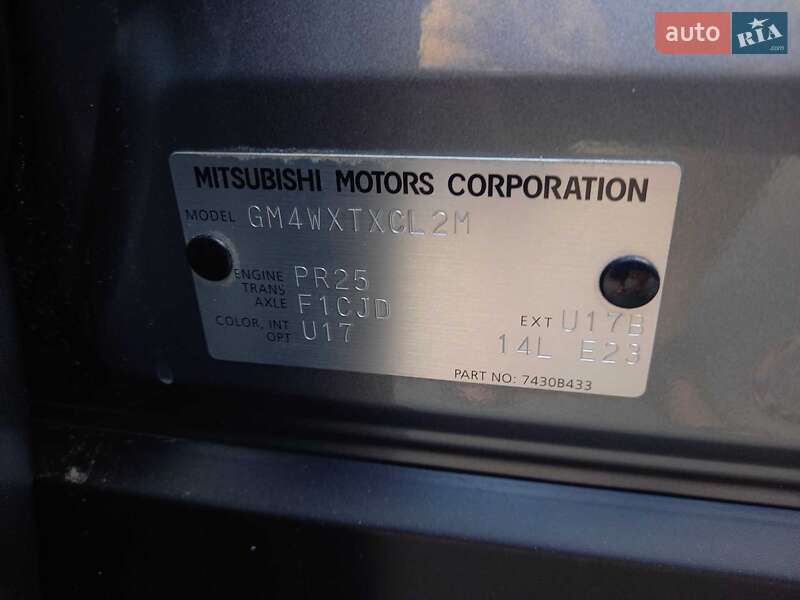 auto RIA.com
MITSUBISHI MOTORS CORPORATION
MODEL GM4WXTXCL2M
ENGINE PR25
TRANS AXLE F1CJD
COLOR, INT OPT U17 EXT U17B
14L E23
PART NO: 7430B433